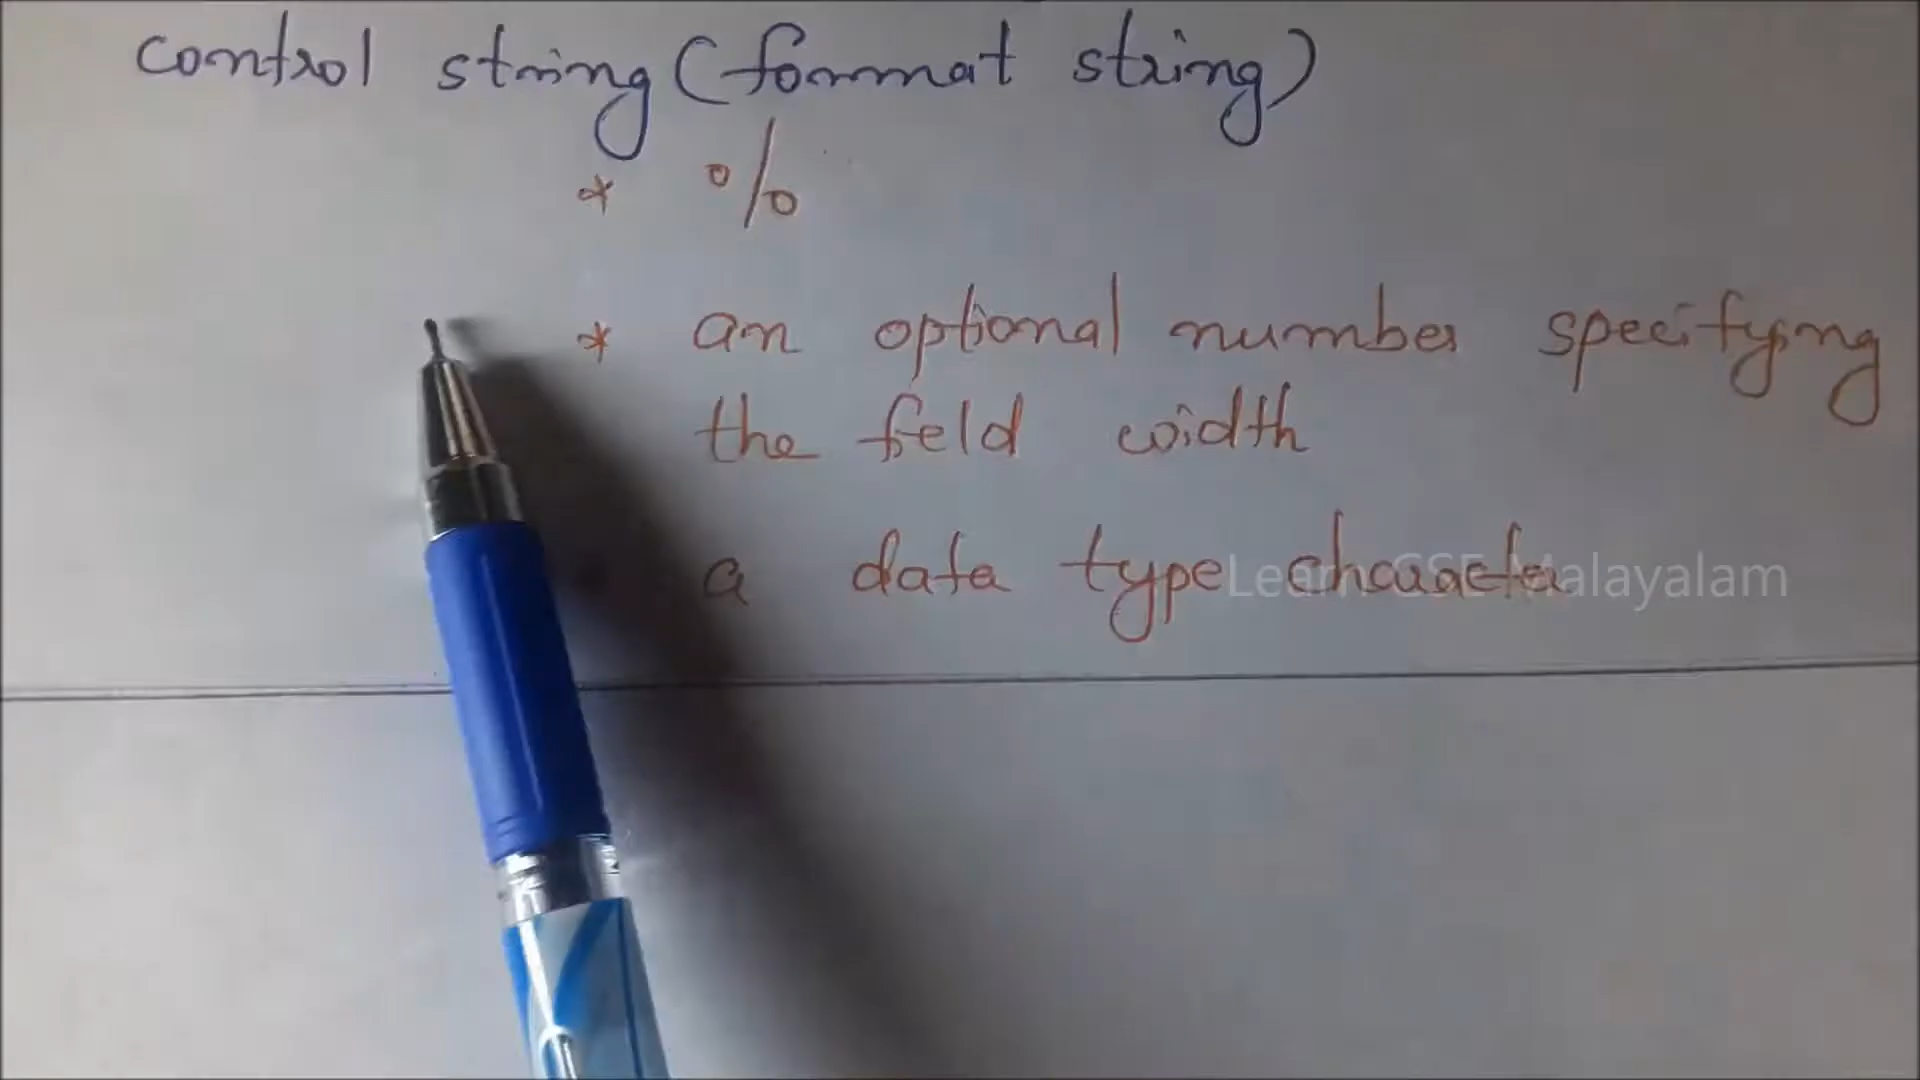 control string (format string)
* %
* an optional number specifying
the field width
a data type character
Learn CSE Malayalam